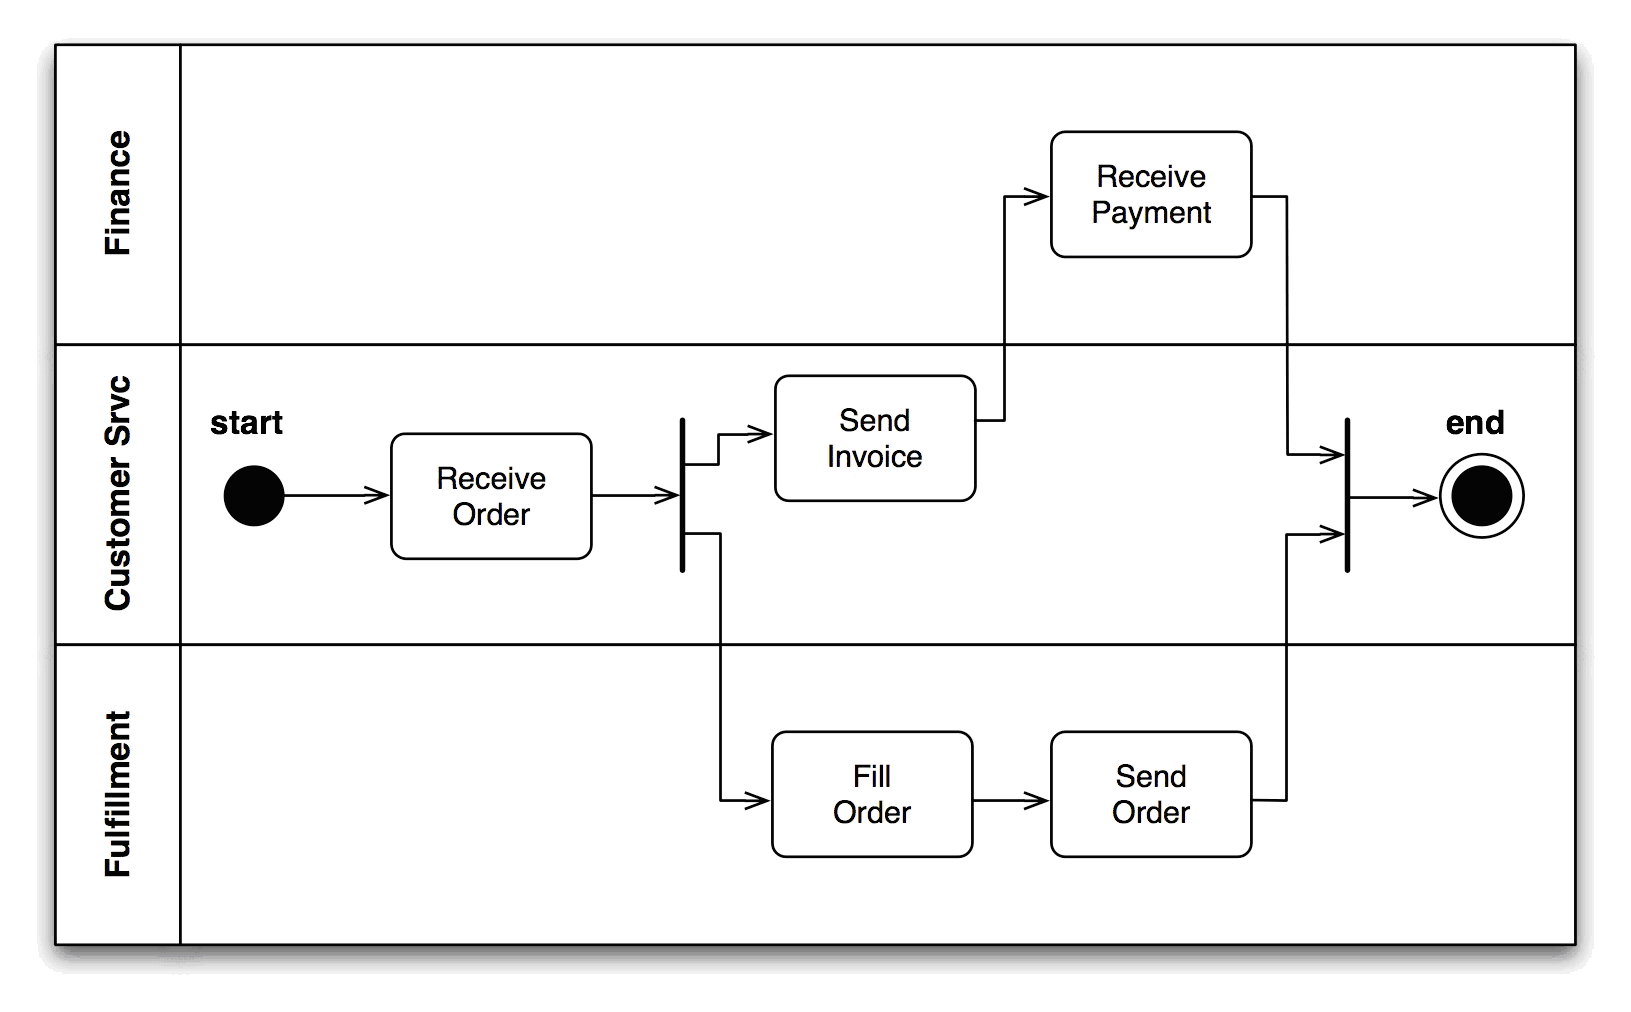 Finance
Receive
Payment
Customer Srvc
start
Receive
Order
Send
Invoice
end
Fulfillment
Fill
Order
Send
Order